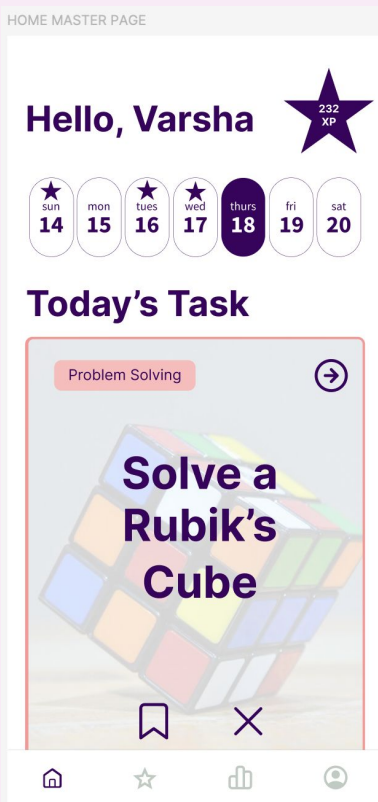 HOME MASTER PAGE
Hello, Varsha
232
XP
sun mon tues wed thurs fri sat
14 15 16 17 18 19 20
Today's Task
Problem Solving
Solve a
Rubik's
Cube